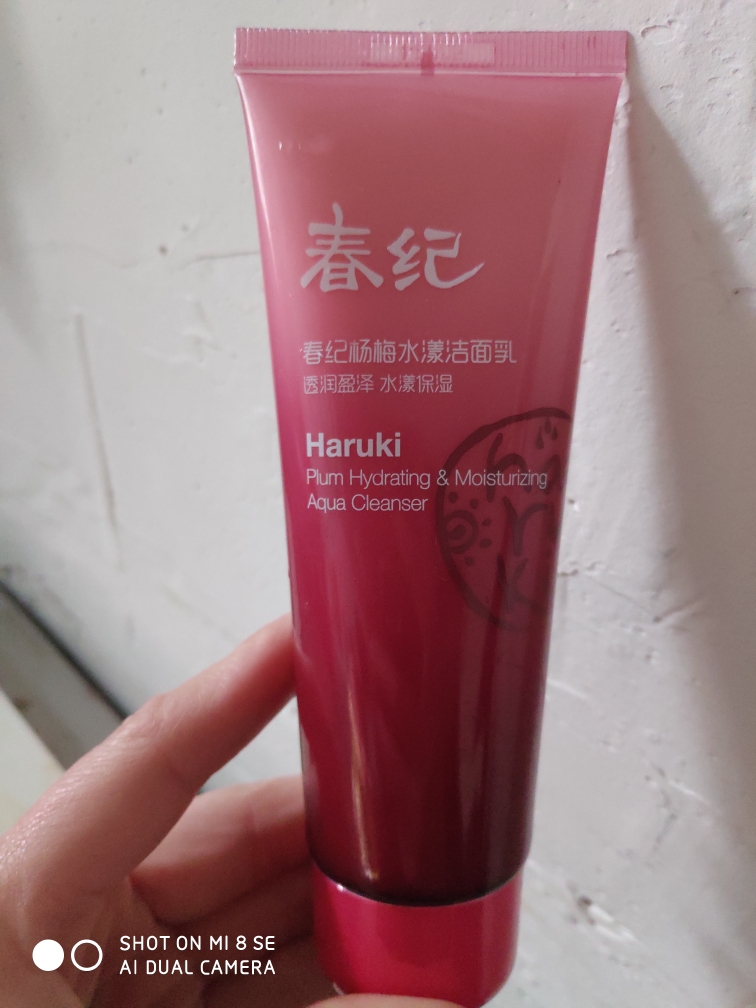 春纪
春纪杨梅水漾洁面乳
透润盈泽 水漾保湿
Haruki
Plum Hydrating & Moisturizing
Aqua Cleanser
SHOT ON MI 8 SE
AI DUAL CAMERA